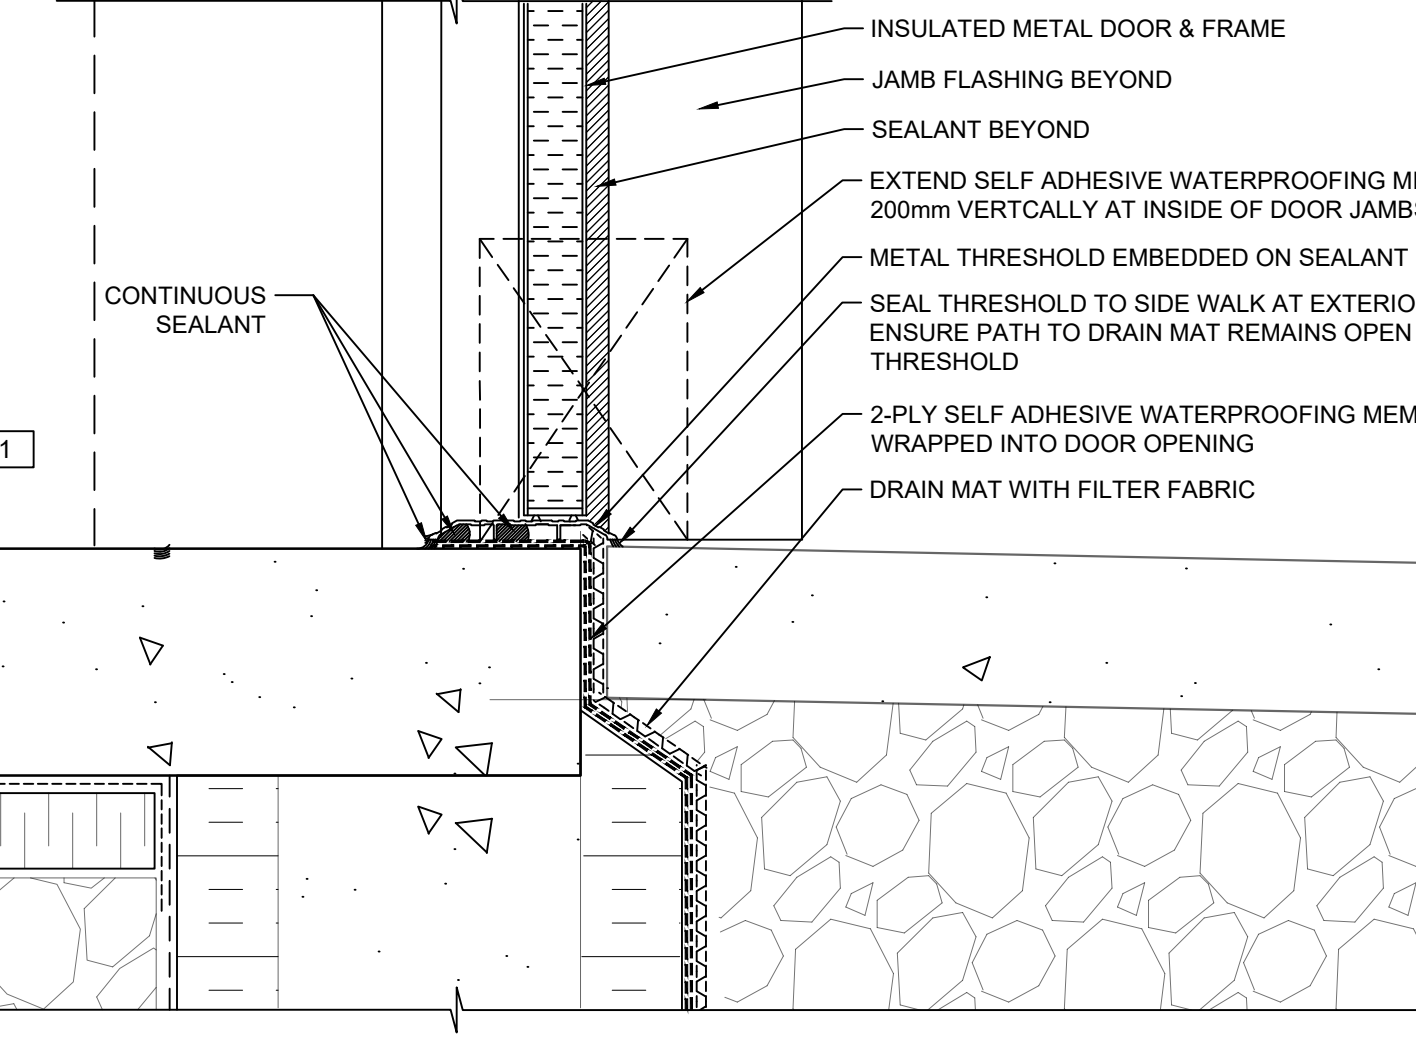 INSULATED METAL DOOR & FRAME
JAMB FLASHING BEYOND
SEALANT BEYOND
EXTEND SELF ADHESIVE WATERPROOFING
200mm VERTCALLY AT INSIDE OF DOOR JAMBS
METAL THRESHOLD EMBEDDED ON SEALANT
SEAL THRESHOLD TO SIDE WALK AT
ENSURE PATH TO DRAIN MAT REMAINS OPEN
THRESHOLD
2-PLY SELF ADHESIVE WATERPROOFING
WRAPPED INTO DOOR OPENING
DRAIN MAT WITH FILTER FABRIC
CONTINUOUS
SEALANT
1